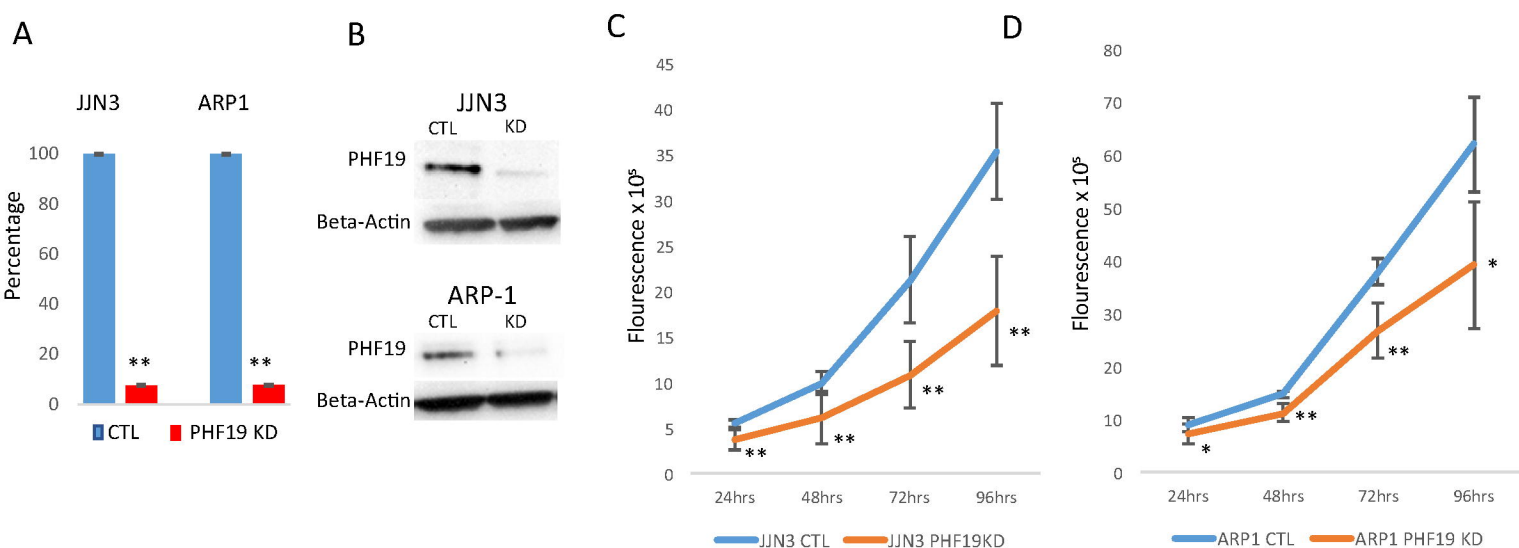 A
JJN3 ARP1
Percentage
100
80
60
40
20
0
** **
CTL PHF19 KD
B
JJN3
CTL KD
PHF19
Beta-Actin
ARP-1
CTL KD
PHF19
Beta-Actin
C
Flourescence x 10⁵
45
40
35
30
25
20
15
10
5
0
** ** ** **
24hrs 48hrs 72hrs 96hrs
JJN3 CTL JJN3 PHF19KD
D
Flourescence x 10⁵
80
70
60
50
40
30
20
10
0
* ** ** *
24hrs 48hrs 72hrs 96hrs
ARP1 CTL ARP1 PHF19 KD